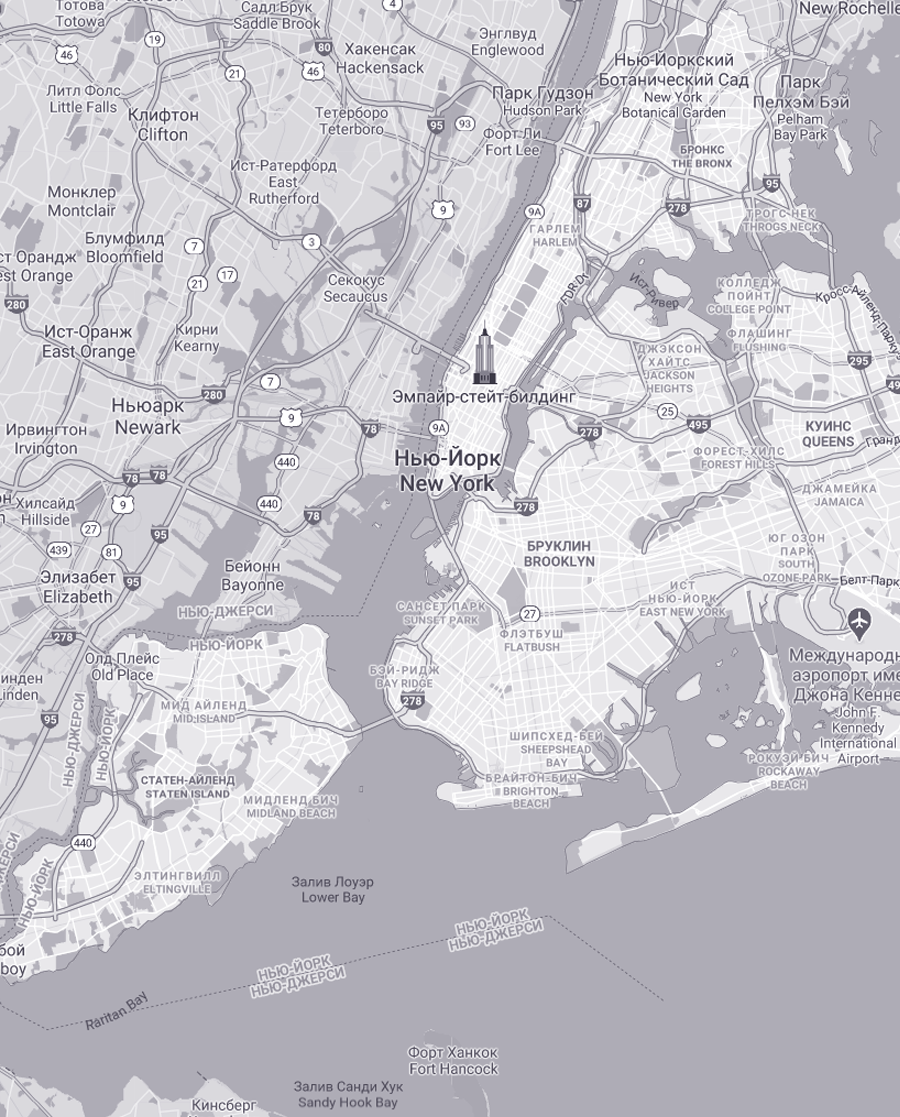 Тотова
Totowa
Садл Брук
Saddle Brook
4
New Rochelle
46
19
80
Хакенсак
Hackensack
Энглвуд
Englewood
21
46
Нью-Йоркский
Ботанический Сад
New York
Botanical Garden
Парк
Пелхэм Бэй
Pelham
Bay Park
Литл Фолс
Little Falls
Клифтон
Clifton
Тетерборо
Teterboro
Парк Гудзон
Hudson Park
95
93
Форт Ли
Fort Lee
БРОНКС
THE BRONX
Ист-Ратерфорд
East
Rutherford
95
Монклер
Montclair
9
9A
87
278
ТРОГС НЕК
THROGS NECK
ГАРЛЕМ
HARLEM
Блумфилд
Bloomfield
7
3
ст Орандж
est Orange
21
17
Секокус
Secaucus
FDR Dr
Ист-Ривер
КОЛЛЕДЖ
ПОЙНТ
COLLEGE POINT
280
Ист-Оранж
East Orange
Кирни
Kearny
ФЛАШИНГ
FLUSHING
ДЖЭКСОН
ХАЙТС
JACKSON
HEIGHTS
295
7
280
Эмпайр-стейт-билдинг
49
Ньюарк
Newark
9
78
9A
25
278
495
КУИНС
QUEENS
Ирвингтон
Irvington
Нью-Йорк
New York
ФОРЕСТ-ХИЛС
FOREST HILLS
440
78
78
ДЖАМЕЙКА
JAMAICA
Хилсайд
Hillside
9
440
78
278
27
95
439
81
БРУКЛИН
BROOKLYN
ЮГ ОЗОН
ПАРК
SOUTH
OZONE PARK
Элизабет
Elizabeth
95
Бейонн
Bayonne
Белт-Парк
ИСТ
НЬЮ-ЙОРК
EAST NEW YORK
НЬЮ-ДЖЕРСИ
НЬЮ-ЙОРК
САНСЕТ-ПАРК
SUNSET PARK
27
278
ФЛЭТБУШ
FLATBUSH
Олд Плейс
Old Place
инден
Linden
БЭЙ-РИДЖ
BAY RIDGE
278
Международн
аэропорт име
Джона Кенне
John F.
Kennedy
International
Airport
95
МИД АЙЛЕНД
MID ISLAND
НЬЮ-ДЖЕРСИ
НЬЮ-ЙОРК
ШИПСХЕД-БЕЙ
SHEEPSHEAD
BAY
РОКУЭЙ-БИЧ
ROCKAWAY
BEACH
СТАТЕН-АЙЛЕНД
STATEN ISLAND
БРАЙТОН-БИЧ
BRIGHTON
BEACH
МИДЛЕНД БИЧ
MIDLAND BEACH
440
ЭЛТИНГВИЛЛ
ELTINGVILLE
НЬЮ-ЙОРК
Залив Лоуэр
Lower Bay
НЬЮ-ЙОРК
НЬЮ-ДЖЕРСИ
бой
boy
НЬЮ-ЙОРК
НЬЮ-ДЖЕРСИ
Raritan Bay
Форт Ханкок
Fort Hancock
Залив Санди Хук
Sandy Hook Bay
Кинсберг